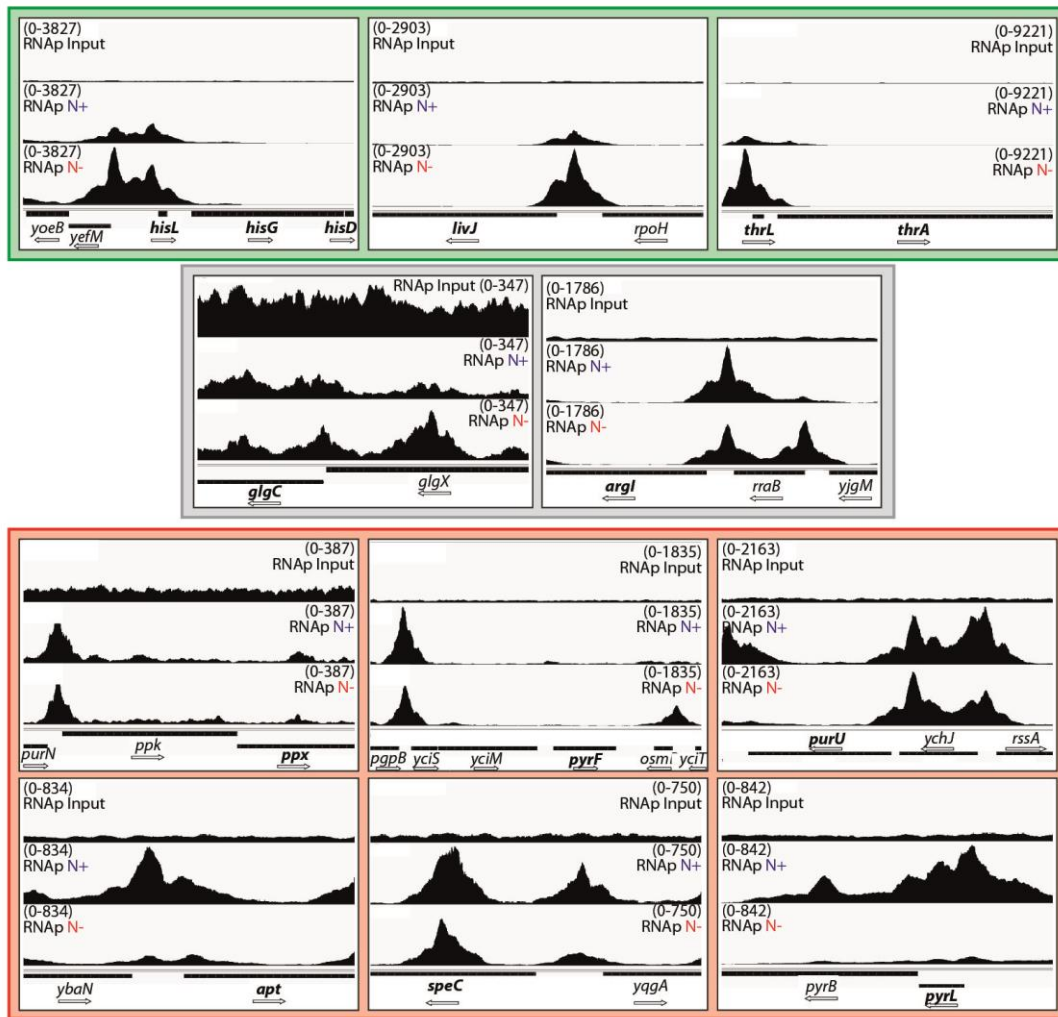 (0-3827)
RNAp Input
(0-3827)
RNAp N+
(0-3827)
RNAp N-
yoeB
yefM
hisL
hisG
hisD
(0-2903)
RNAp Input
(0-2903)
RNAp N+
(0-2903)
RNAp N-
livJ
rpoH
(0-9221)
RNAp Input
(0-9221)
RNAp N+
(0-9221)
RNAp N-
thrL
thrA
RNAp Input (0-347)
(0-347)
RNAp N+
(0-347)
RNAp N-
glgC
glgX
(0-1786)
RNAp Input
(0-1786)
RNAp N+
(0-1786)
RNAp N-
argI
rraB
yjgM
(0-387)
RNAp Input
(0-387)
RNAp N+
(0-387)
RNAp N-
purN
ppk
ppx
(0-1835)
RNAp Input
(0-1835)
RNAp N+
(0-1835)
RNAp N-
pgpB
yciS
yciM
pyrF
yciT
(0-2163)
RNAp Input
(0-2163)
RNAp N+
(0-2163)
RNAp N-
purU
ychJ
rssA
(0-834)
RNAp Input
(0-834)
RNAp N+
(0-834)
RNAp N-
ybaN
apt
(0-750)
RNAp Input
(0-750)
RNAp N+
(0-750)
RNAp N-
speC
yqgA
(0-842)
RNAp Input
(0-842)
RNAp N+
(0-842)
RNAp N-
pyrB
pyrL